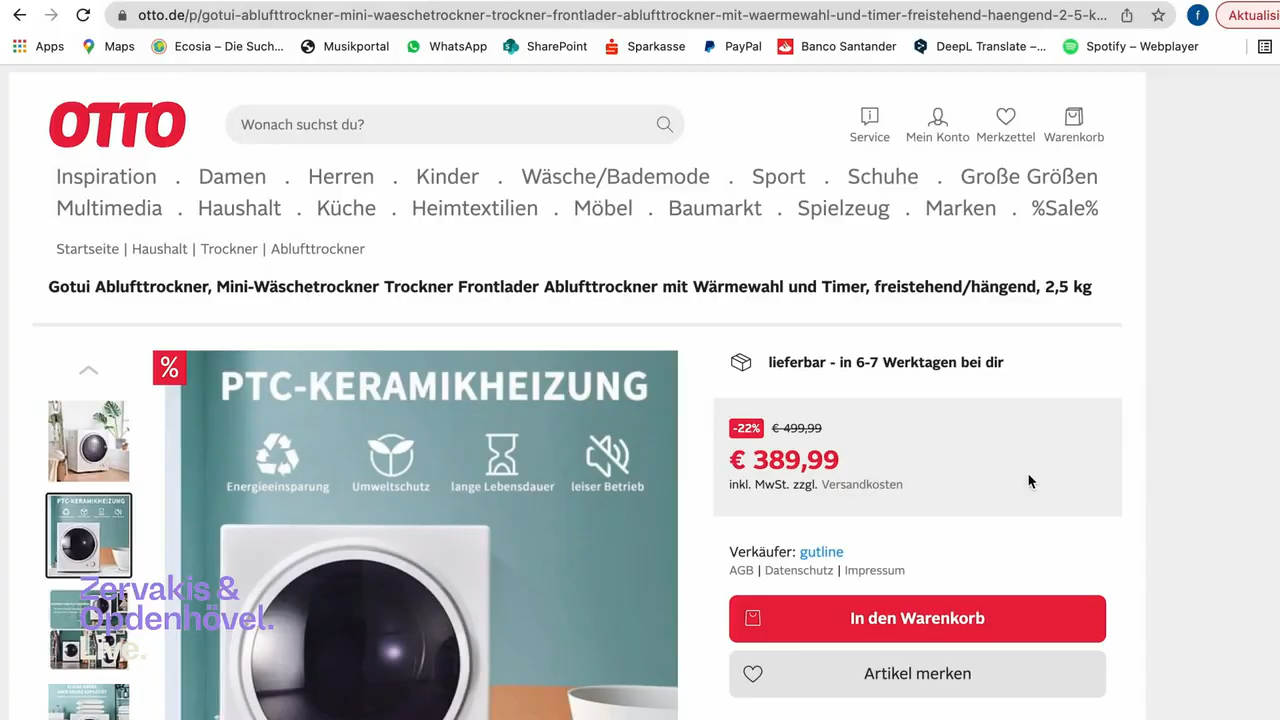 otto.de/p/gotui-ablufttrockner-mini-waeschetrockner-trockner-frontlader-ablufttrockner-mit-waermewahl-und-timer-freistehend-haengend-2-5-k...
f
Aktualisi
Apps
Maps
Ecosia – Die Such...
Musikportal
WhatsApp
SharePoint
Sparkasse
PayPal
Banco Santander
DeepL Translate –...
Spotify – Webplayer
OTTO
Wonach suchst du?
Service
Mein Konto
Merkzettel
Warenkorb
Inspiration . Damen . Herren . Kinder . Wäsche/Bademode . Sport . Schuhe . Große Größen
Multimedia . Haushalt . Küche . Heimtextilien . Möbel . Baumarkt . Spielzeug . Marken . %Sale%
Startseite | Haushalt | Trockner | Ablufttrockner
Gotui Ablufttrockner, Mini-Wäschetrockner Trockner Frontlader Ablufttrockner mit Wärmewahl und Timer, freistehend/hängend, 2,5 kg
%
PTC-KERAMIKHEIZUNG
Energieeinsparung
Umweltschutz
lange Lebensdauer
leiser Betrieb
PTC-KERAMIKHEIZUNG
Zervakis &
Opdenhövel.
Live.
lieferbar - in 6-7 Werktagen bei dir
-22% € 499,99
€ 389,99
inkl. MwSt. zzgl. Versandkosten
Verkäufer: gutline
AGB | Datenschutz | Impressum
In den Warenkorb
Artikel merken